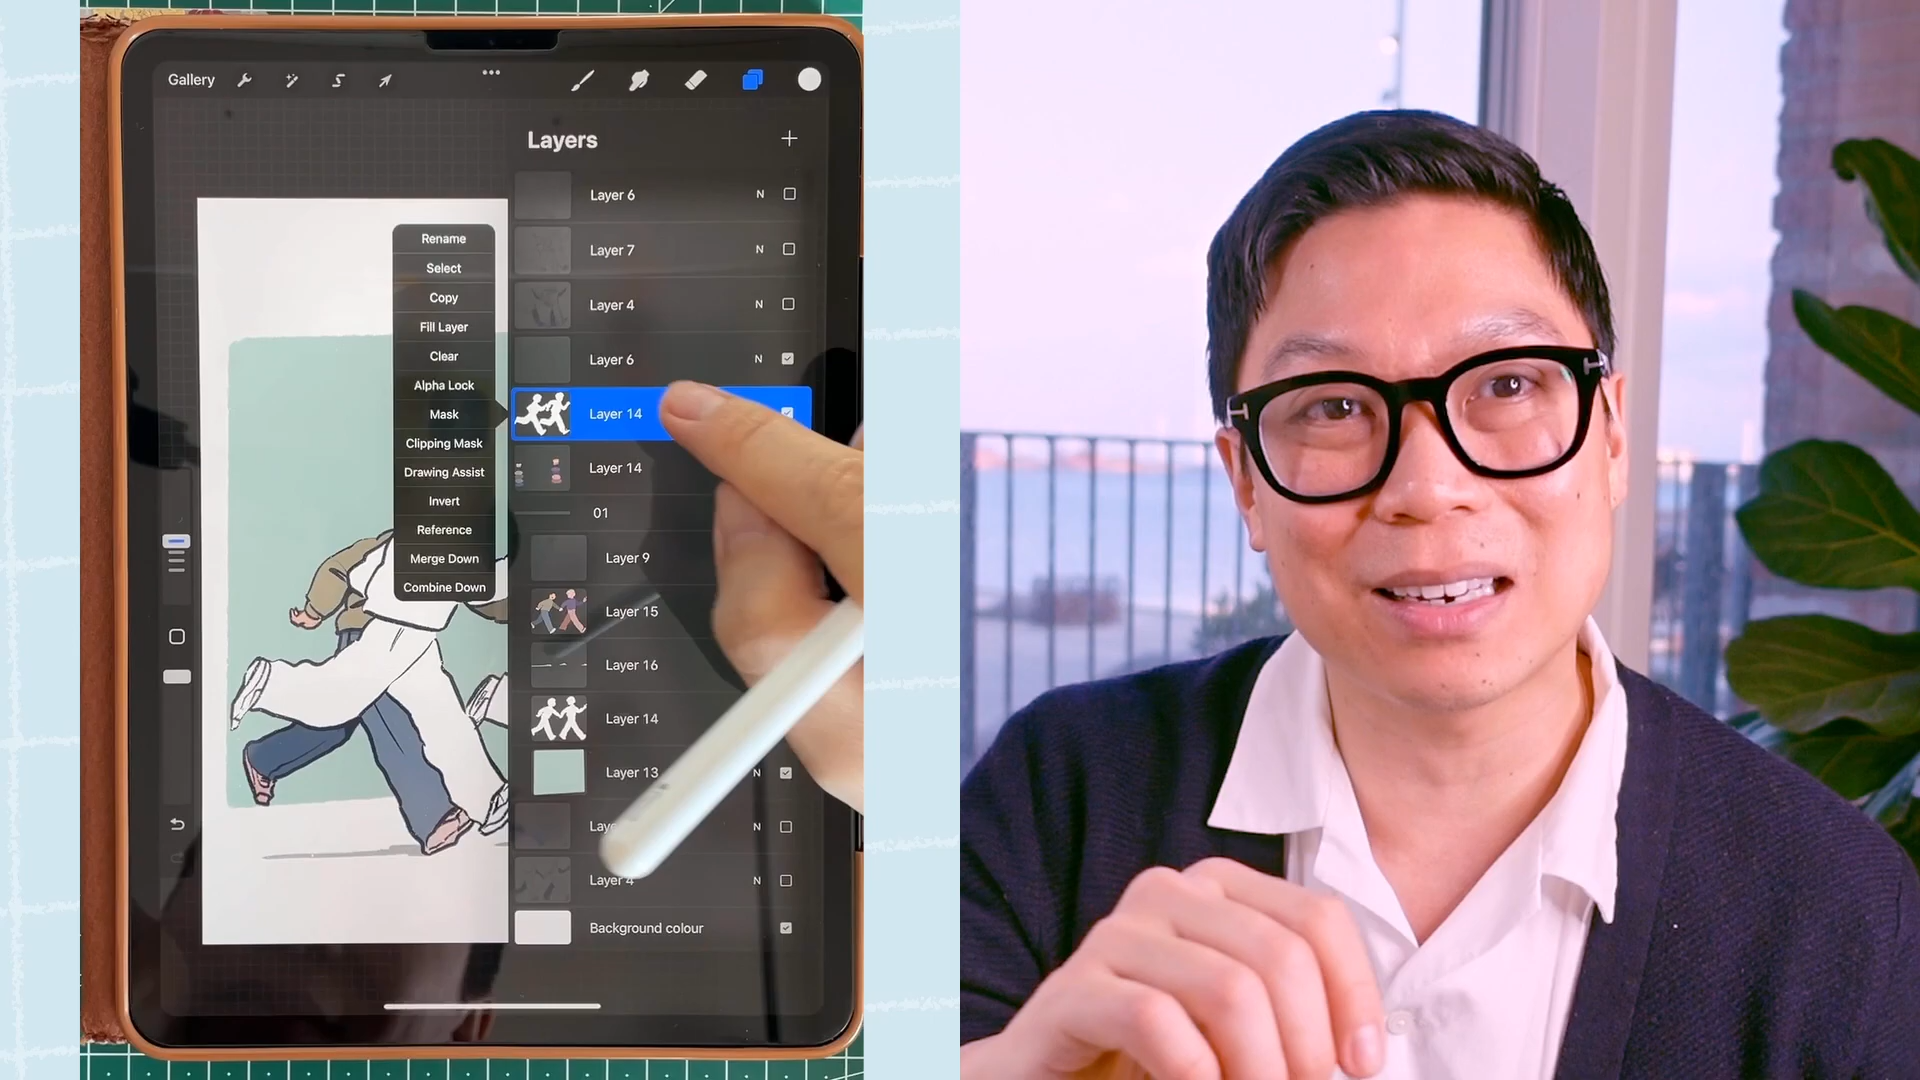 Gallery
Layers
Layer 6 N
Layer 7 N
Layer 4 N
Layer 6 N
Layer 14
Layer 14
01
Layer 9
Layer 15
Layer 16
Layer 14
Layer 13 N
N
Layer 4 N
Background colour
Rename
Select
Copy
Fill Layer
Clear
Alpha Lock
Mask
Clipping Mask
Drawing Assist
Invert
Reference
Merge Down
Combine Down